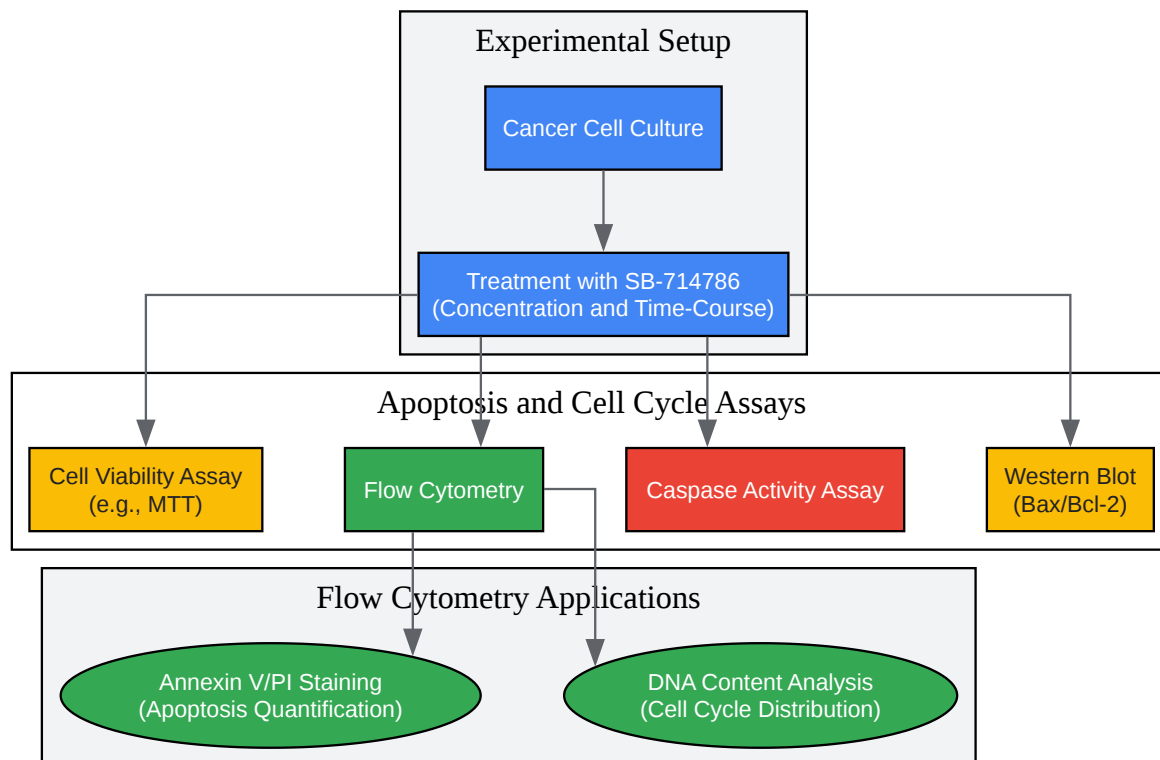 Experimental Setup
Cancer Cell Culture
Treatment with SB-714786
(Concentration and Time-Course)
Apoptosis and Cell Cycle Assays
Cell Viability Assay
(e.g., MTT)
Flow Cytometry
Caspase Activity Assay
Western Blot
(Bax/Bcl-2)
Flow Cytometry Applications
Annexin V/PI Staining
(Apoptosis Quantification)
DNA Content Analysis
(Cell Cycle Distribution)